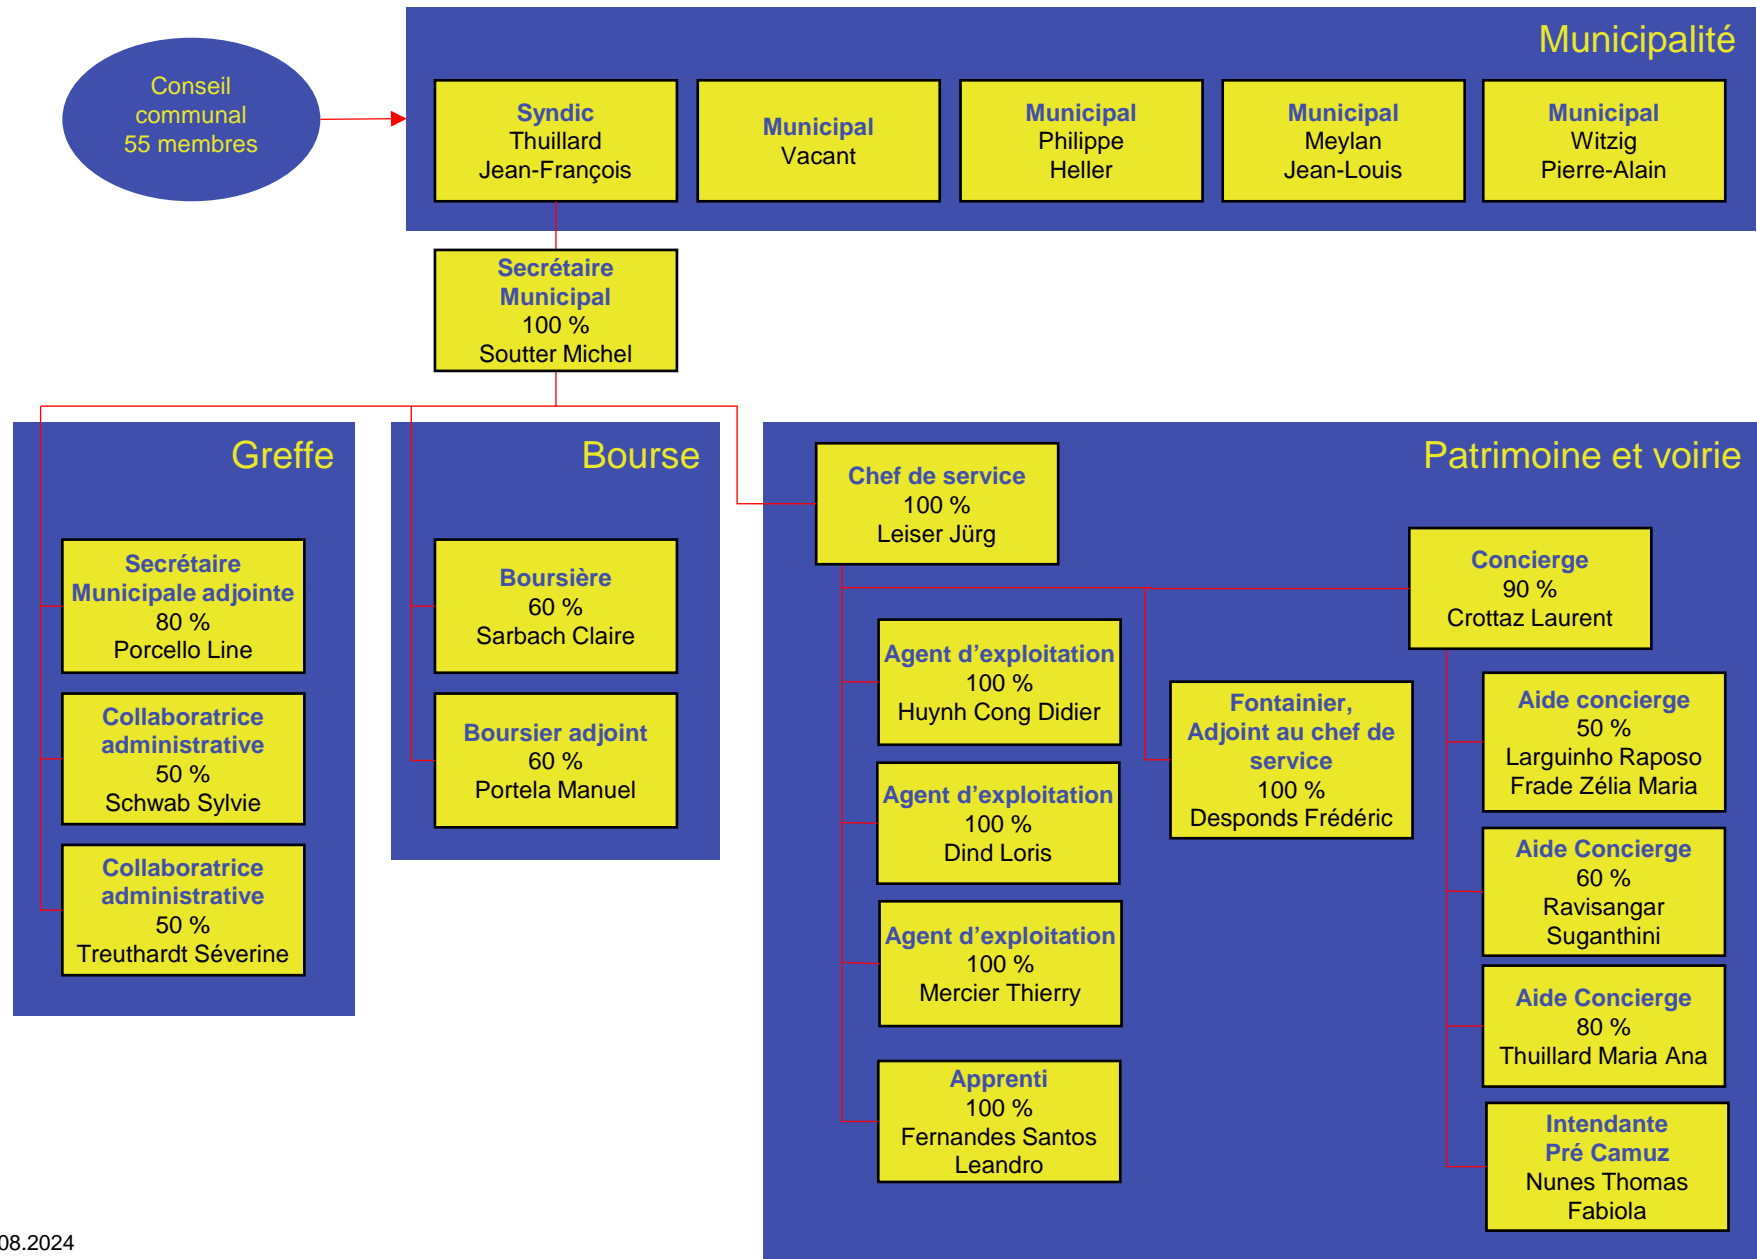 Municipalité
Conseil
communal
55 membres
Syndic
Thuillard
Jean-François
Municipal
Vacant
Municipal
Philippe
Heller
Municipal
Meylan
Jean-Louis
Municipal
Witzig
Pierre-Alain
Secrétaire
Municipal
100 %
Soutter Michel
Greffe
Secrétaire
Municipale adjointe
80 %
Porcello Line
Collaboratrice
administrative
50 %
Schwab Sylvie
Collaboratrice
administrative
50 %
Treuthardt Séverine
Bourse
Boursière
60 %
Sarbach Claire
Boursier adjoint
60 %
Portela Manuel
Patrimoine et voirie
Chef de service
100 %
Leiser Jürg
Agent d’exploitation
100 %
Huynh Cong Didier
Agent d’exploitation
100 %
Dind Loris
Agent d’exploitation
100 %
Mercier Thierry
Apprenti
100 %
Fernandes Santos
Leandro
Fontainier,
Adjoint au chef de
service
100 %
Desponds Frédéric
Concierge
90 %
Crottaz Laurent
Aide concierge
50 %
Larguinho Raposo
Frade Zélia Maria
Aide Concierge
60 %
Ravisangar
Suganthini
Aide Concierge
80 %
Thuillard Maria Ana
Intendante
Pré Camuz
Nunes Thomas
Fabiola
08.2024